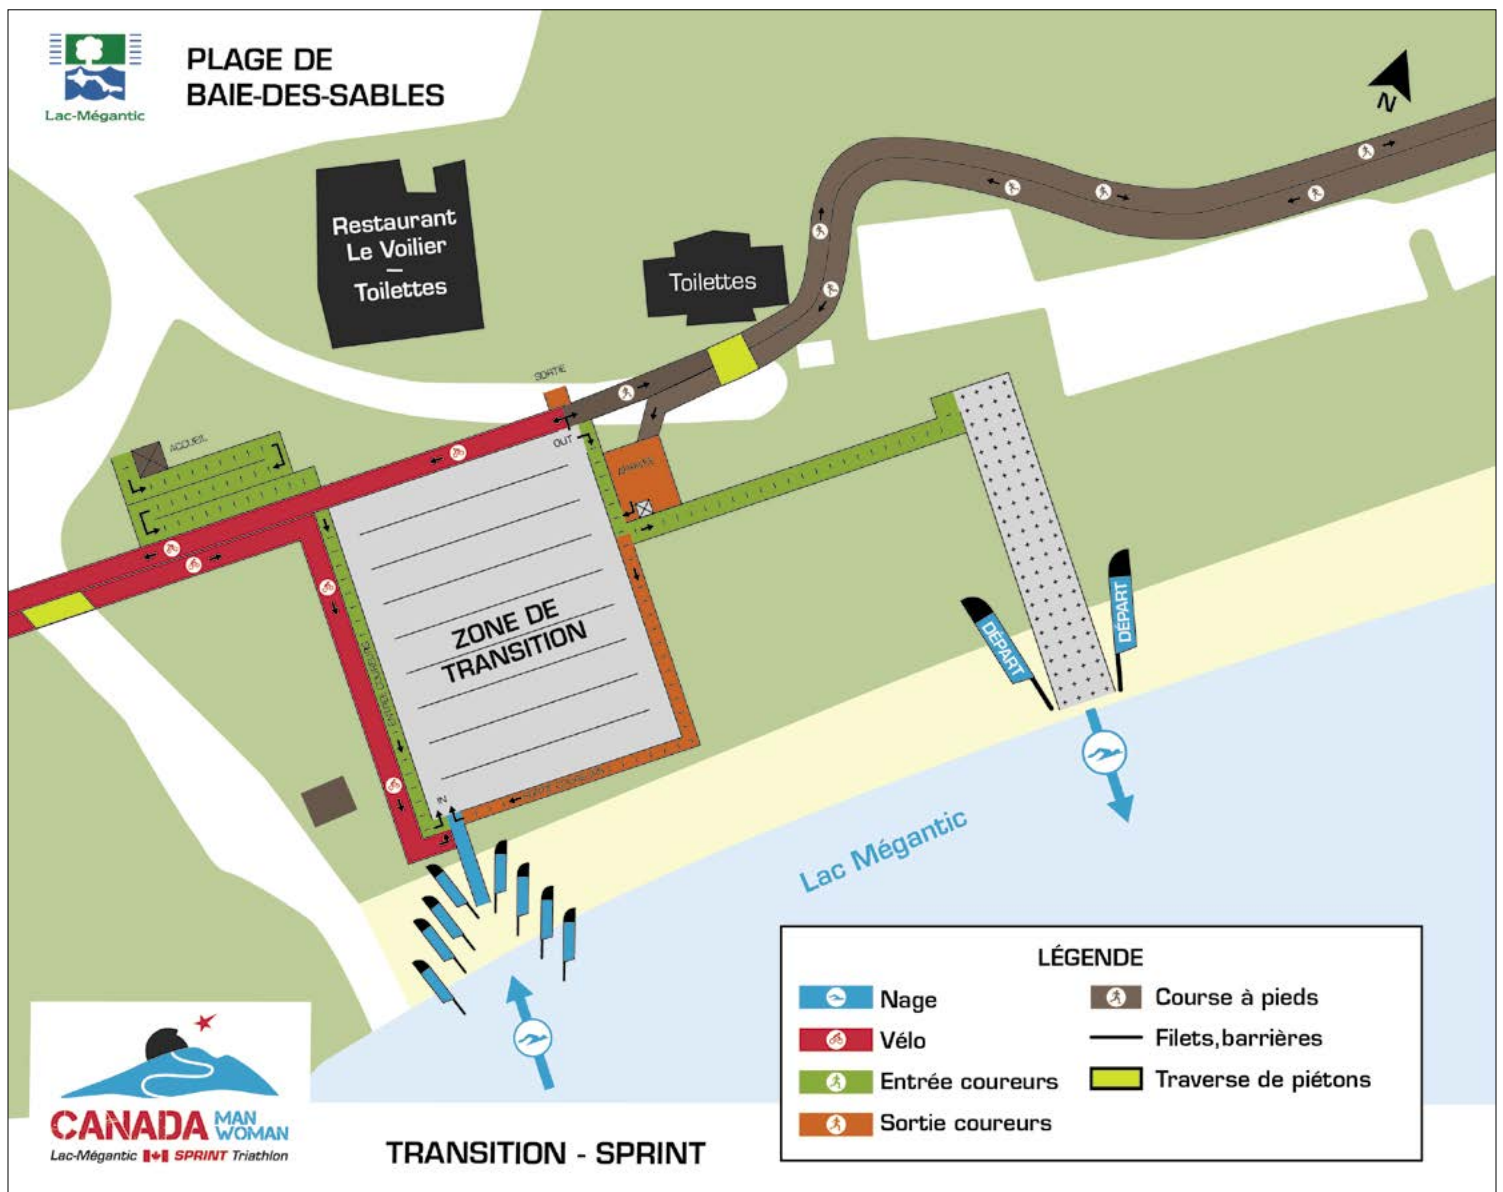 PLAGE DE
BAIE-DES-SABLES
Lac-Mégantic
N
Restaurant
Le Voilier
–
Toilettes
Toilettes
SORTIE
ACCUEIL
OUT
ZONE DE
TRANSITION
DÉPART
DÉPART
IN
Lac Mégantic
LÉGENDE
Nage
Vélo
Entrée coureurs
Sortie coureurs
Course à pieds
Filets,barrières
Traverse de piétons
CANADA MAN
WOMAN
Lac-Mégantic SPRINT Triathlon
TRANSITION - SPRINT